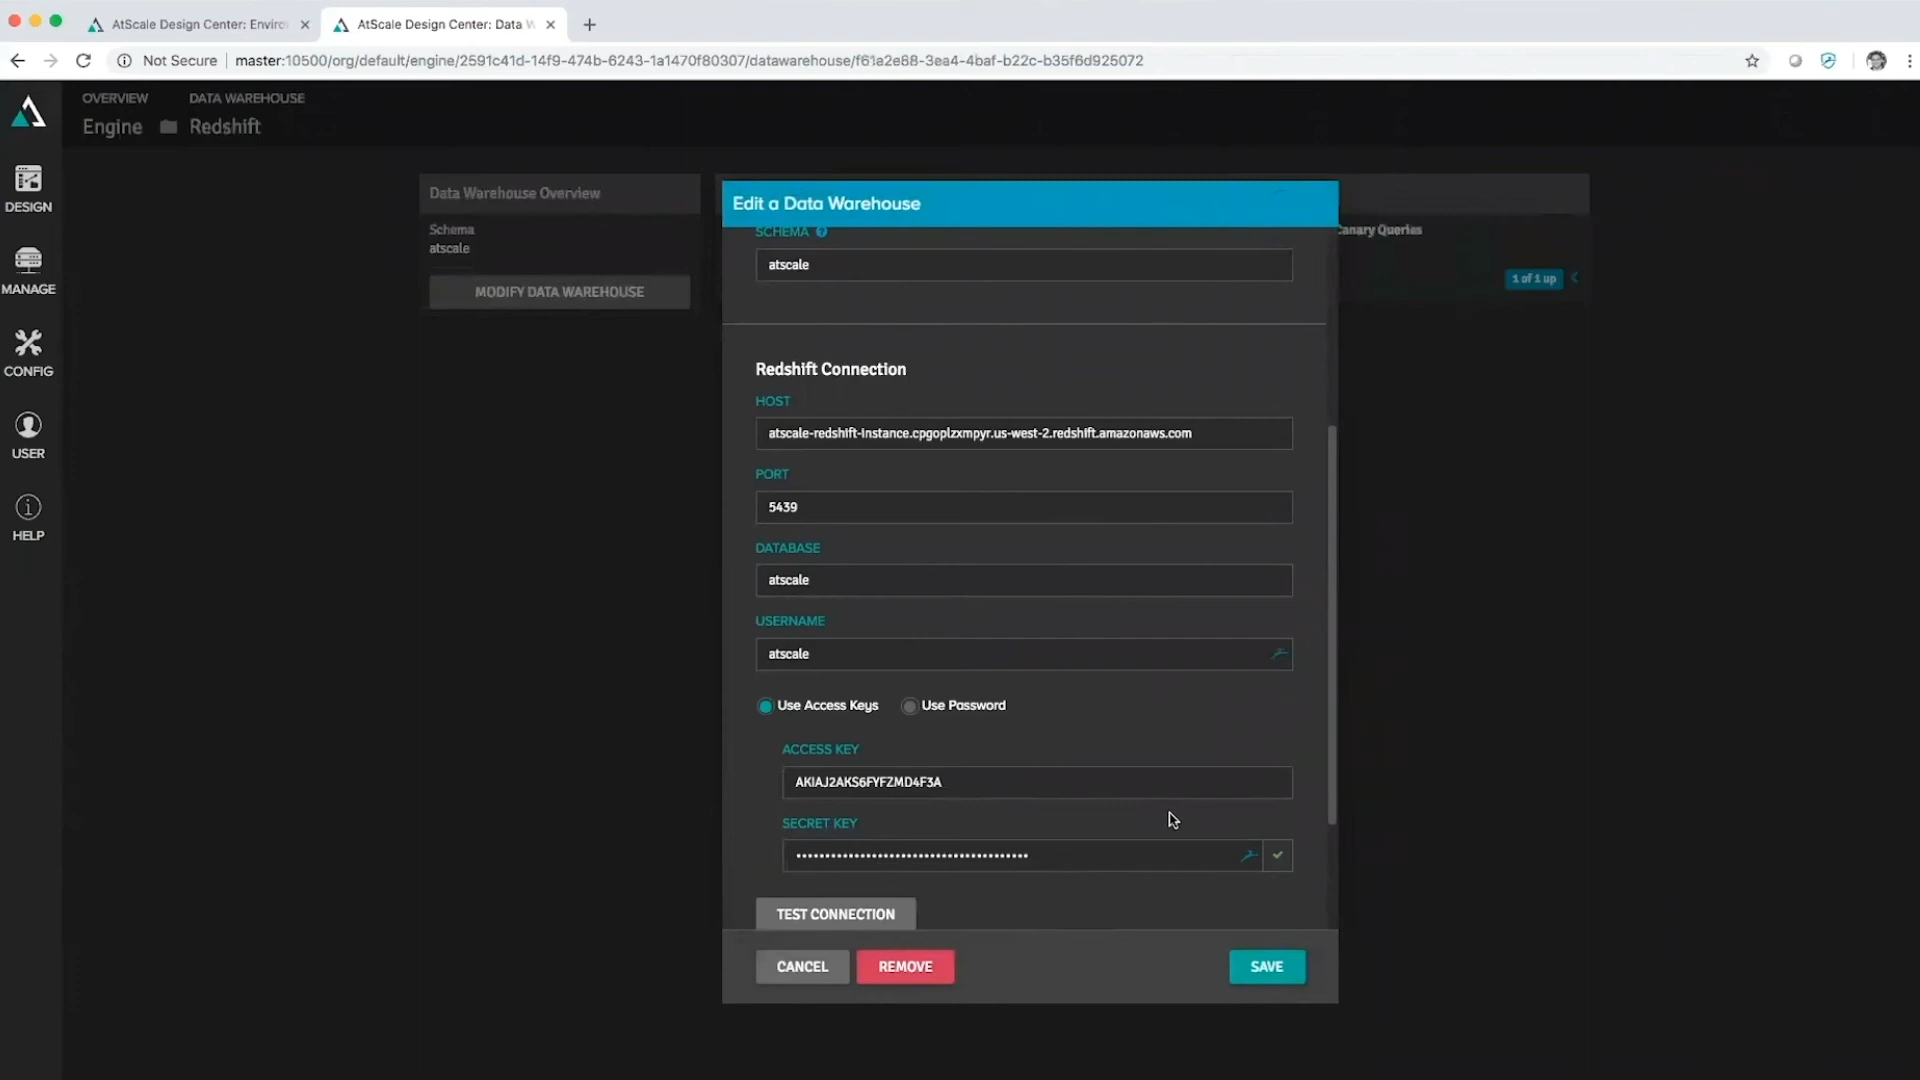 AtScale Design Center: Enviro
AtScale Design Center: Data W
Not Secure
master:10500/org/default/engine/2591c41d-14f9-474b-6243-1a1470f80307/datawarehouse/f61a2e68-3ea4-4baf-b22c-b35f6d925072
OVERVIEW
DATA WAREHOUSE
Engine
Redshift
DESIGN
MANAGE
CONFIG
USER
HELP
Data Warehouse Overview
Schema
atscale
MODIFY DATA WAREHOUSE
Canary Queries
1 of 1 up
Edit a Data Warehouse
SCHEMA ?
atscale
Redshift Connection
HOST
atscale-redshift-instance.cpgoplzxmpyr.us-west-2.redshift.amazonaws.com
PORT
5439
DATABASE
atscale
USERNAME
atscale
Use Access Keys
Use Password
ACCESS KEY
AKIAJ2AKS6FYFZMD4F3A
SECRET KEY
••••••••••••••••••••••••••••••••••••••••
TEST CONNECTION
CANCEL
REMOVE
SAVE